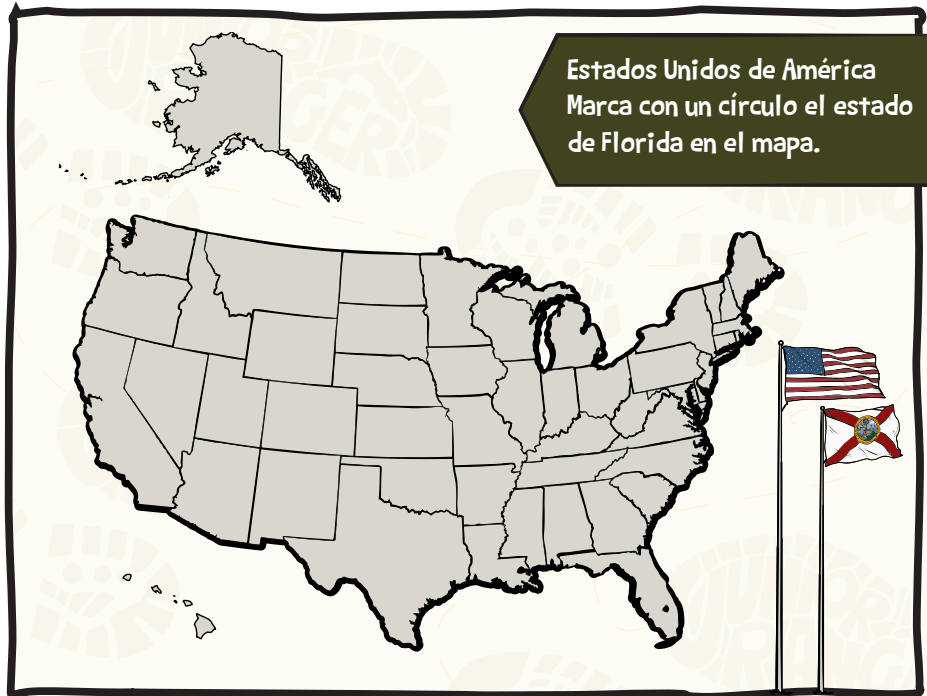 Estados Unidos de América
Marca con un círculo el estado
de Florida en el mapa.